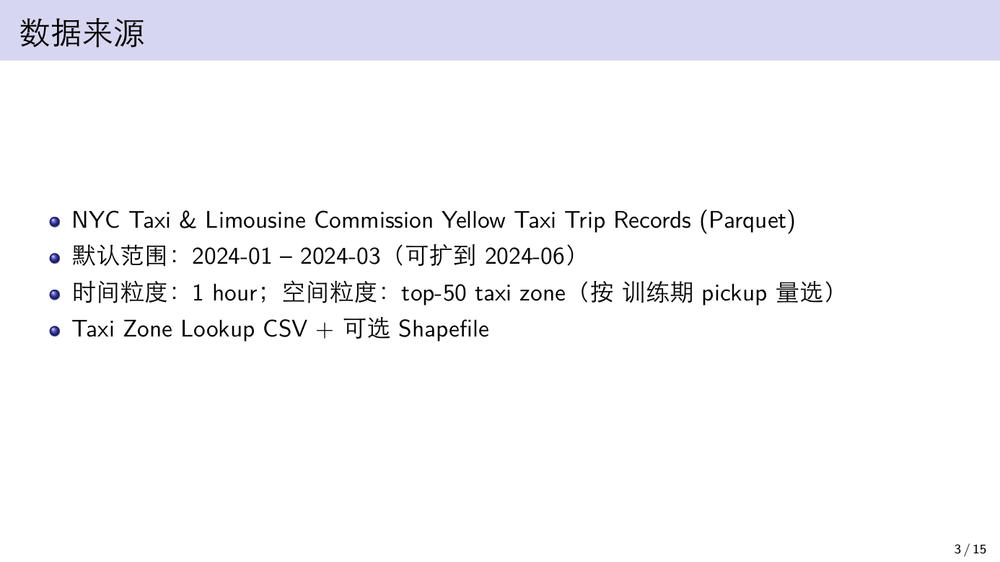 数据来源
NYC Taxi & Limousine Commission Yellow Taxi Trip Records (Parquet)
默认范围：2024-01 – 2024-03（可扩到 2024-06）
时间粒度：1 hour；空间粒度：top-50 taxi zone（按 训练期 pickup 量选）
Taxi Zone Lookup CSV + 可选 Shapefile
3 / 15